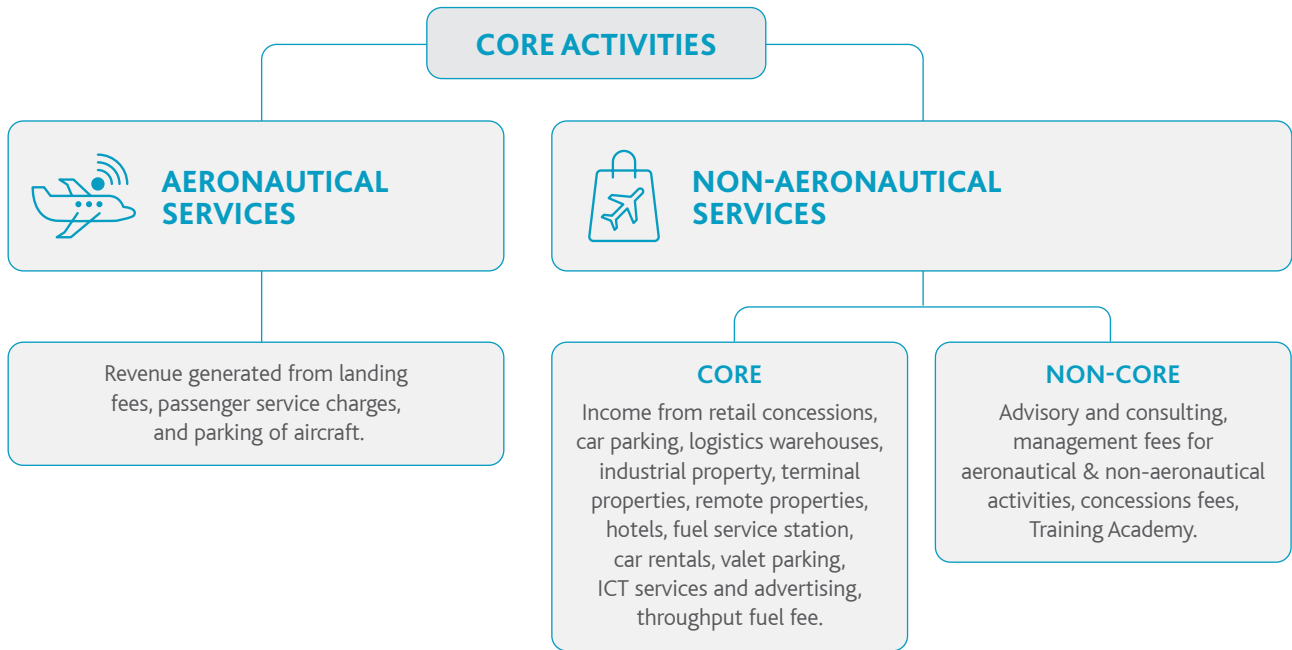 CORE ACTIVITIES
AERONAUTICAL
SERVICES
Revenue generated from landing
fees, passenger service charges,
and parking of aircraft.
NON-AERONAUTICAL
SERVICES
CORE
Income from retail concessions,
car parking, logistics warehouses,
industrial property, terminal
properties, remote properties,
hotels, fuel service station,
car rentals, valet parking,
ICT services and advertising,
throughput fuel fee.
NON-CORE
Advisory and consulting,
management fees for
aeronautical & non-aeronautical
activities, concessions fees,
Training Academy.